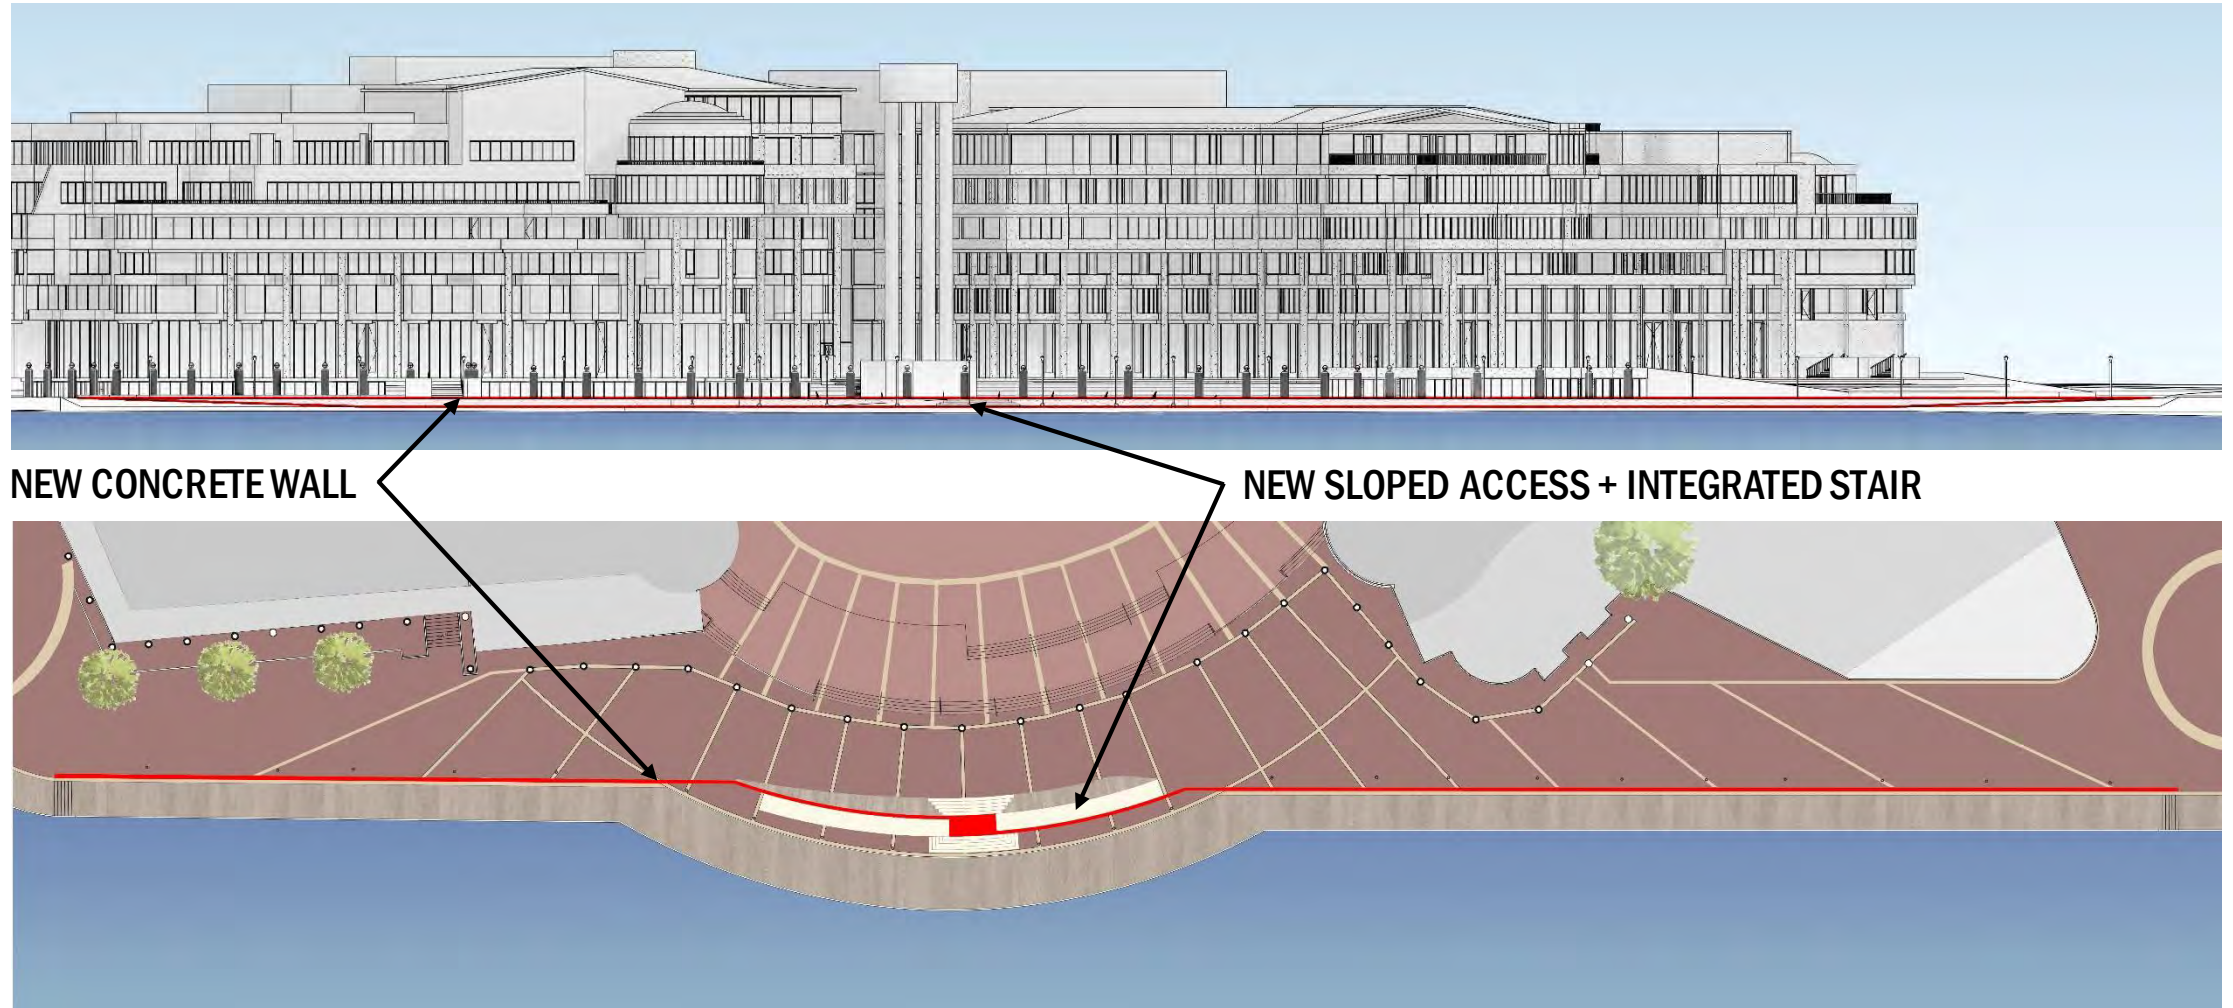 NEW CONCRETE WALL
NEW SLOPED ACCESS + INTEGRATED STAIR